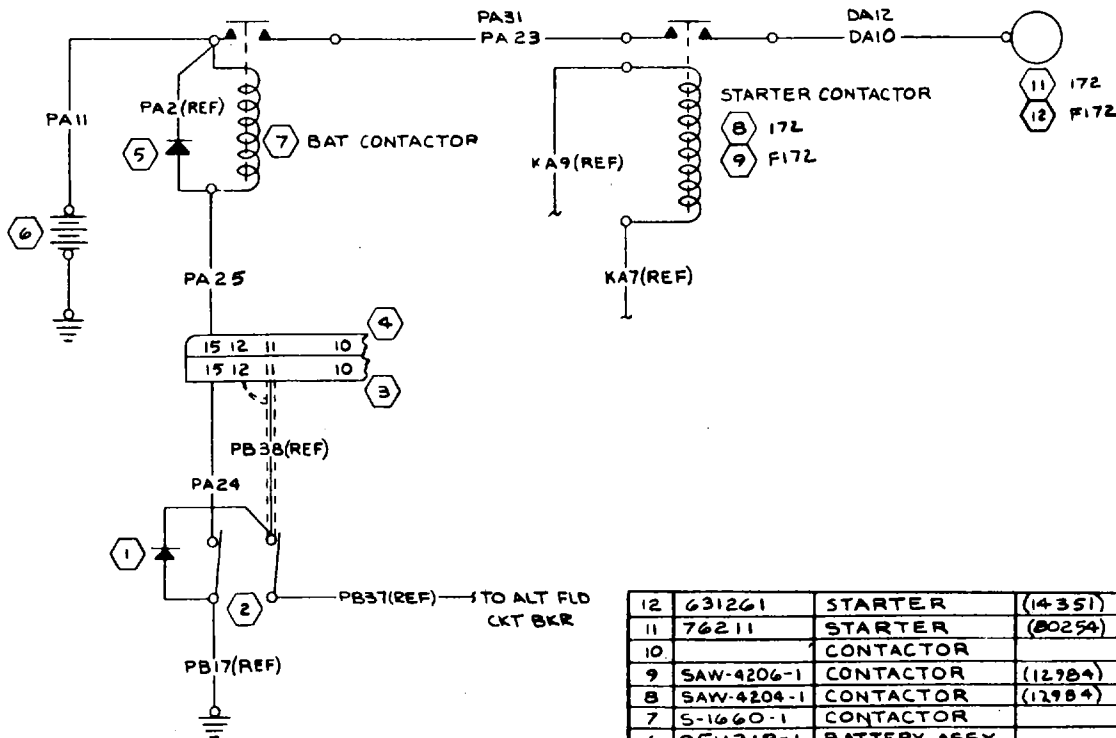 PA31
PA 23
DA12
DA10
11 172
12 F172
PA11
PA2(REF)
5
7 BAT CONTACTOR
STARTER CONTACTOR
8 172
9 F172
KA9(REF)
6
KA7(REF)
PA25
4
15 12 11 10
15 12 11 10
3
PB38(REF)
PA24
1
2
PB37(REF)
TO ALT FLD
CKT BKR
PB17(REF)
12 631261 STARTER (14351)
11 76211 STARTER (80254)
10 CONTACTOR
9 SAW-4206-1 CONTACTOR (12984)
8 SAW-4204-1 CONTACTOR (12984)
7 S-1660-1 CONTACTOR
BATTERY ASSY